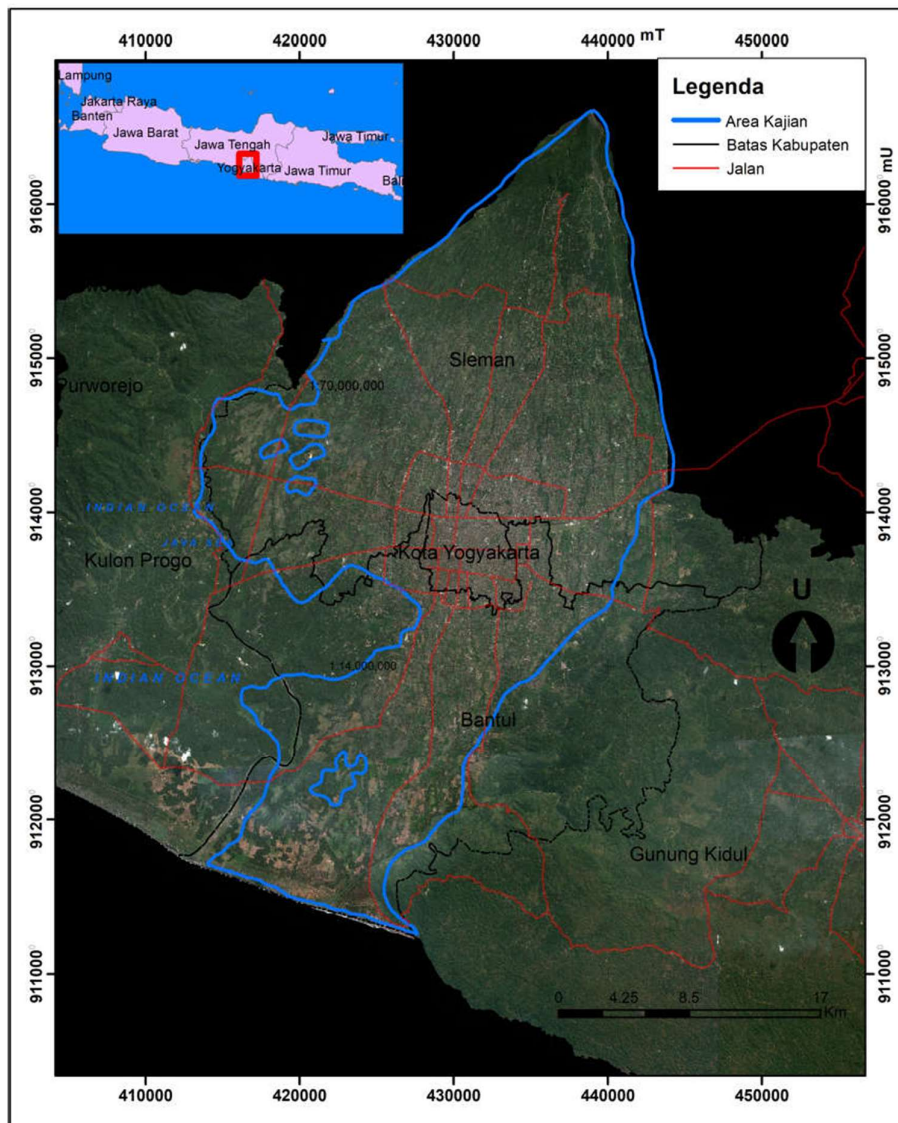 410000 420000 430000 440000 mT 450000
Lampung
Jakarta Raya
Banten
Jawa Barat
Jawa Tengah
Jawa Timur
Yogyakarta
Jawa Timur
Bali
Legenda
Area Kajian
Batas Kabupaten
Jalan
916000
916000 mU
915000
915000
914000
914000
913000
913000
912000
912000
911000
911000
Sleman
Purworejo
1:70,000,000
INDIAN OCEAN
Kota Yogyakarta
Kulon Progo
U
1:14,000,000
INDIAN OCEAN
Bantul
Gunung Kidul
0 4.25 8.5 17
Km
410000 420000 430000 440000 450000